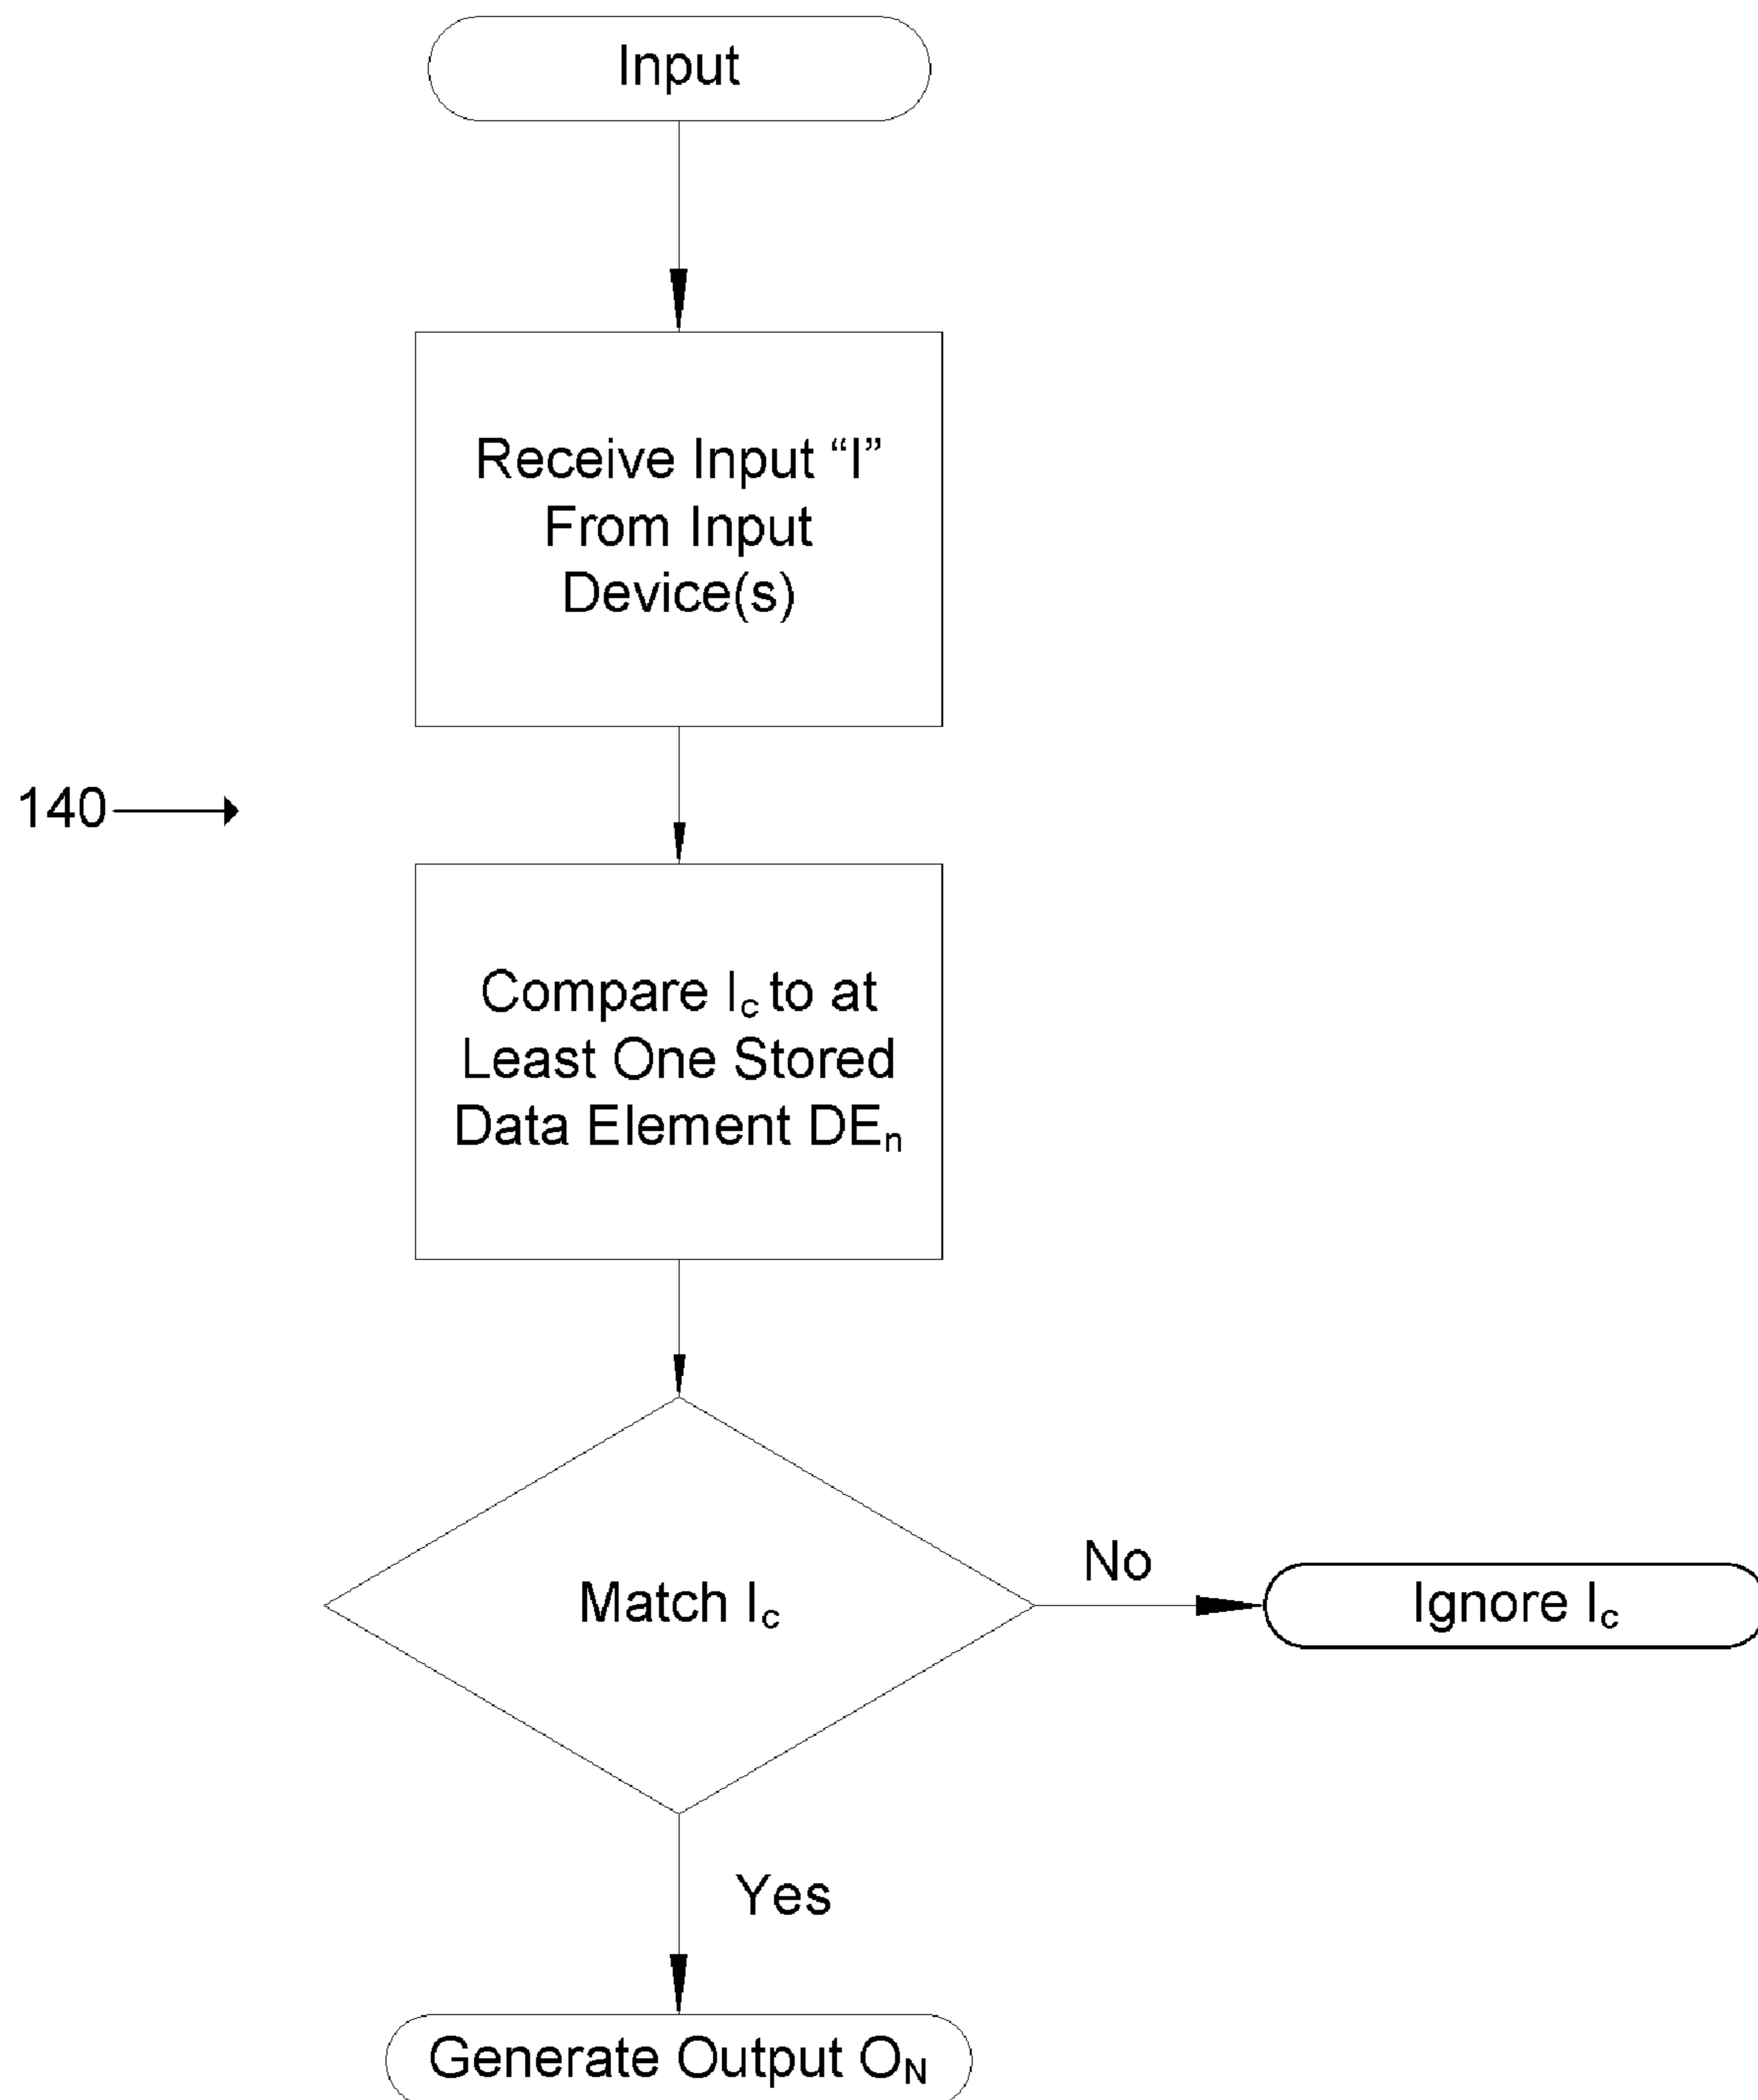 Input
Receive Input “I”
From Input
Device(s)
140
Compare Ic to at
Least One Stored
Data Element DEn
Match Ic
No
Ignore Ic
Yes
Generate Output ON